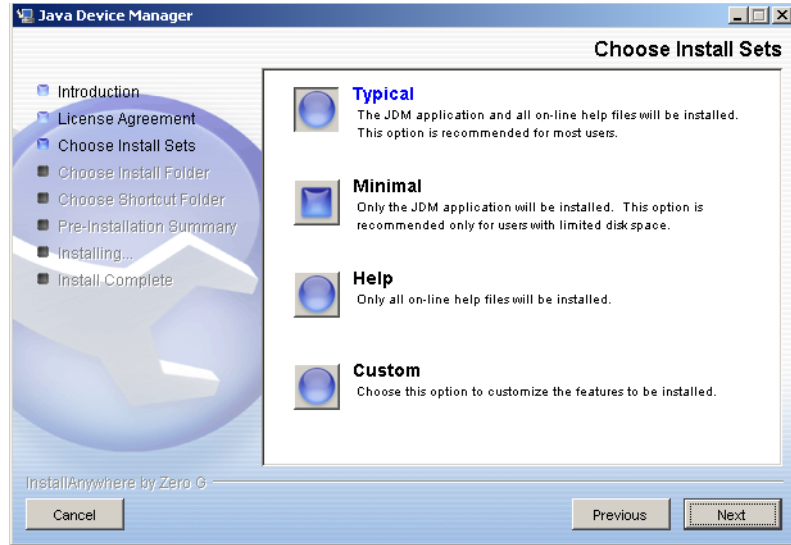 Java Device Manager
Choose Install Sets
Introduction
License Agreement
Choose Install Sets
Choose Install Folder
Choose Shortcut Folder
Pre-Installation Summary
Installing...
Install Complete
Typical
The JDM application and all on-line help files will be installed.
This option is recommended for most users.
Minimal
Only the JDM application will be installed. This option is
recommended only for users with limited disk space.
Help
Only all on-line help files will be installed.
Custom
Choose this option to customize the features to be installed.
InstallAnywhere by Zero G
Cancel
Previous
Next